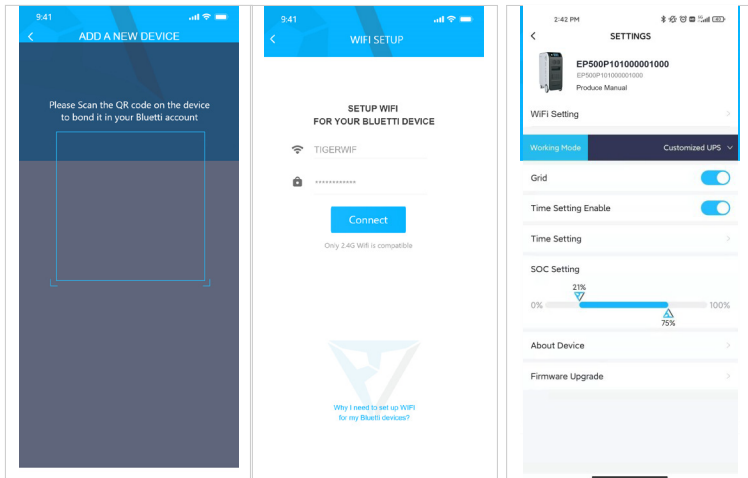 9:41
ADD A NEW DEVICE
Please Scan the QR code on the device
to bond it in your Bluetti account
9:41
WIFI SETUP
SETUP WIFI
FOR YOUR BLUETTI DEVICE
TIGERWIF
************
Connect
Only 2.4G Wifi is compatible
Why I need to set up WIFI
for my Bluetti devices?
2:42 PM
SETTINGS
EP500P101000001000
EP500P101000001000
Produce Manual
WiFi Setting
Working Mode
Customized UPS
Grid
Time Setting Enable
Time Setting
SOC Setting
21%
0%
100%
75%
About Device
Firmware Upgrade